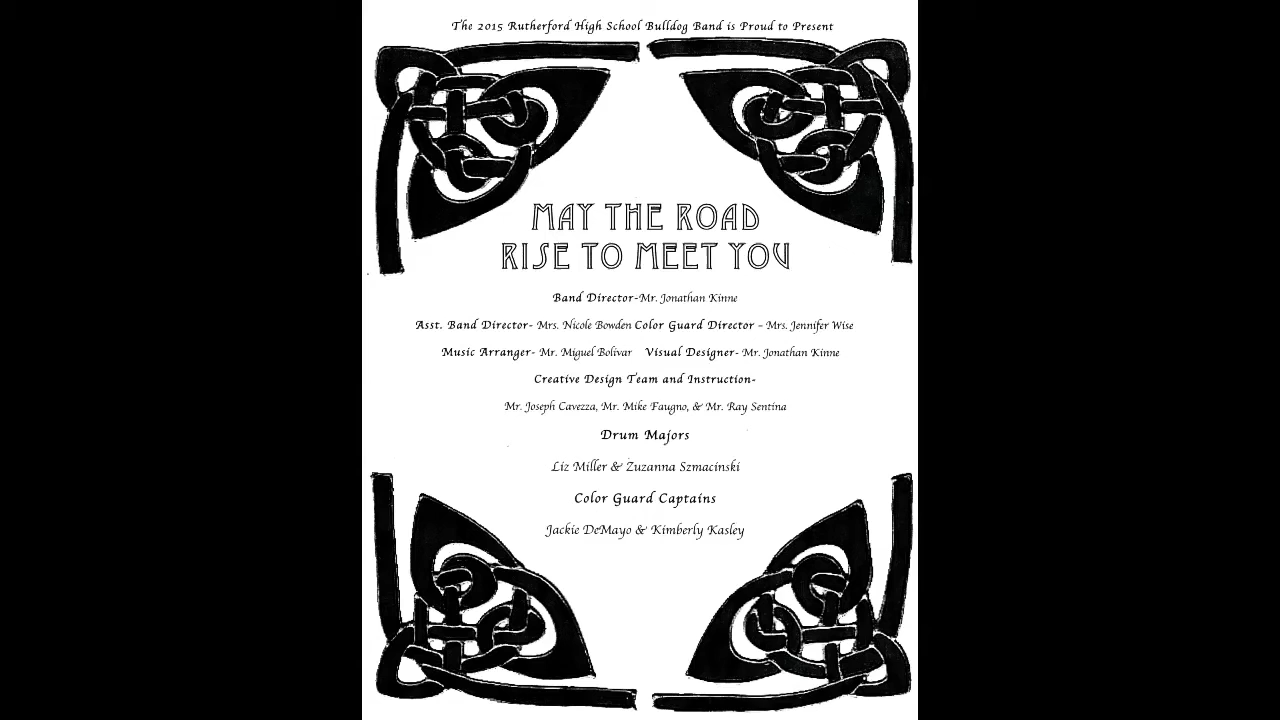 The 2015 Rutherford High School Bulldog Band is Proud to Present
MAY THE ROAD
RISE TO MEET YOU
Band Director-Mr. Jonathan Kinne
Asst. Band Director- Mrs. Nicole Bowden Color Guard Director – Mrs. Jennifer Wise
Music Arranger- Mr. Miguel Bolivar Visual Designer- Mr. Jonathan Kinne
Creative Design Team and Instruction-
Mr. Joseph Cavezza, Mr. Mike Faugno, & Mr. Ray Sentina
Drum Majors
Liz Miller & Zuzanna Szmacinski
Color Guard Captains
Jackie DeMayo & Kimberly Kasley